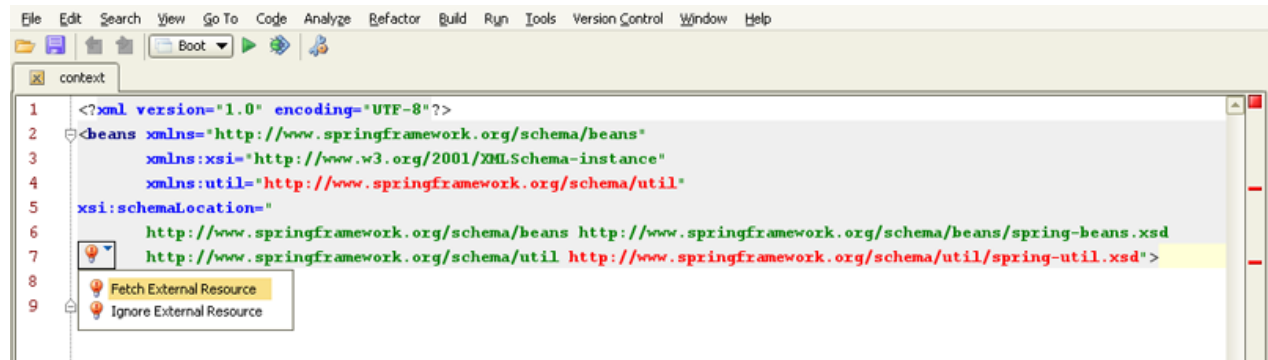 File Edit Search View Go To Code Analyze Refactor Build Run Tools Version Control Window Help
Boot
context
1 <?xml version="1.0" encoding="UTF-8"?>
2 <beans xmlns="http://www.springframework.org/schema/beans"
3 xmlns:xsi="http://www.w3.org/2001/XMLSchema-instance"
4 xmlns:util="http://www.springframework.org/schema/util"
5 xsi:schemaLocation="
6 http://www.springframework.org/schema/beans http://www.springframework.org/schema/beans/spring-beans.xsd
7 http://www.springframework.org/schema/util http://www.springframework.org/schema/util/spring-util.xsd">
8 Fetch External Resource
9 Ignore External Resource